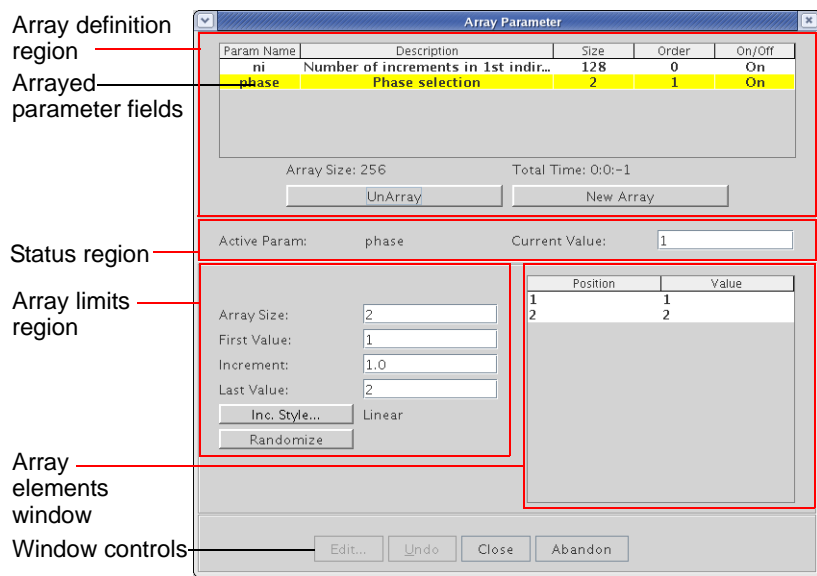 Array Parameter
Array definition
region
Arrayed
parameter fields
Param Name Description Size Order On/Off
ni Number of increments in 1st indir... 128 0 On
phase Phase selection 2 1 On
Array Size: 256 Total Time: 0:0:-1
UnArray New Array
Status region
Active Param: phase Current Value: 1
Array limits
region
Array Size: 2
First Value: 1
Increment: 1.0
Last Value: 2
Inc. Style... Linear
Randomize
Position Value
1 1
2 2
Array
elements
window
Window controls
Edit... Undo Close Abandon